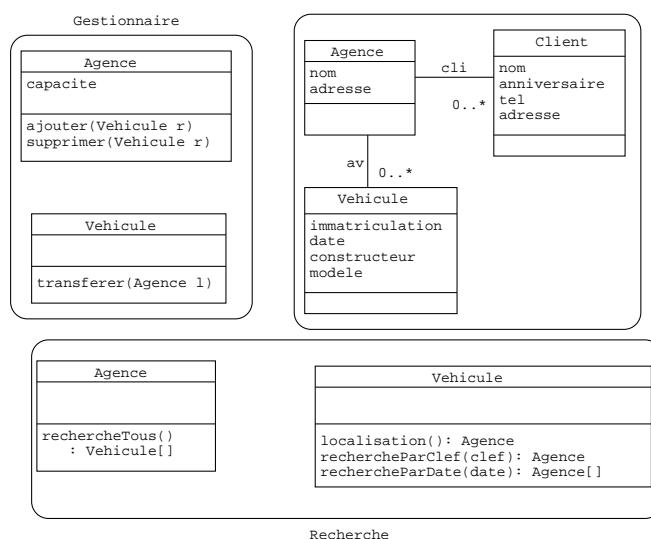 Gestionnaire
Agence
capacite
ajouter(Vehicule r)
supprimer(Vehicule r)
Vehicule
transferer(Agence l)
Agence
nom
adresse
cli
0..*
Client
nom
anniversaire
tel
adresse
av
0..*
Vehicule
immatriculation
date
constructeur
modele
Agence
rechercheTous()
: Vehicule[]
Vehicule
localisation(): Agence
rechercheParClef(clef): Agence
rechercheParDate(date): Agence[]
Recherche